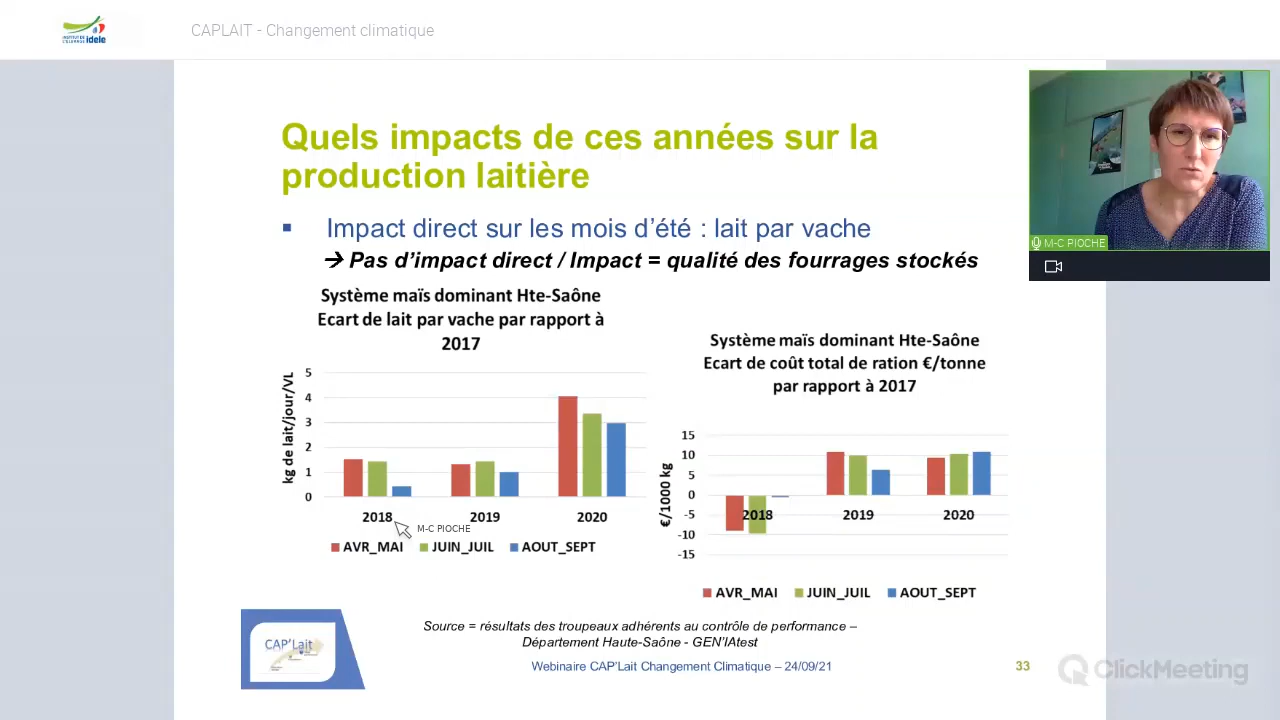 INSTITUT DE
L'ELEVAGE idele
CAPLAIT - Changement climatique
Quels impacts de ces années sur la
production laitière
Impact direct sur les mois d'été : lait par vache
→ Pas d'impact direct / Impact = qualité des fourrages stockés
Système maïs dominant Hte-Saône
Ecart de lait par vache par rapport à
2017
kg de lait/jour/VL
5
4
3
2
1
0
2018
2019
2020
M-C PIOCHE
AVR_MAI
JUIN_JUIL
AOUT_SEPT
Système maïs dominant Hte-Saône
Ecart de coût total de ration €/tonne
par rapport à 2017
€/1000 kg
15
10
5
0
-5
-10
-15
2018
2019
2020
AVR_MAI
JUIN_JUIL
AOUT_SEPT
Source = résultats des troupeaux adhérents au contrôle de performance –
Département Haute-Saône - GEN'IAtest
CAP'Lait
Webinaire CAP'Lait Changement Climatique – 24/09/21
33
M-C PIOCHE
ClickMeeting